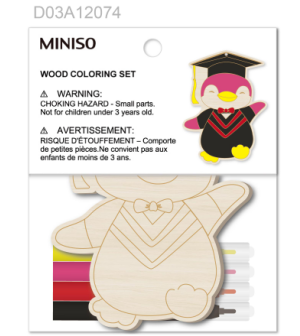 D03A12074
MINISO
WOOD COLORING SET
⚠ WARNING:
CHOKING HAZARD - Small parts.
Not for children under 3 years old.
⚠ AVERTISSEMENT:
RISQUE D'ÉTOUFFEMENT – Comporte
de petites pièces.Ne convient pas aux
enfants de moins de 3 ans.